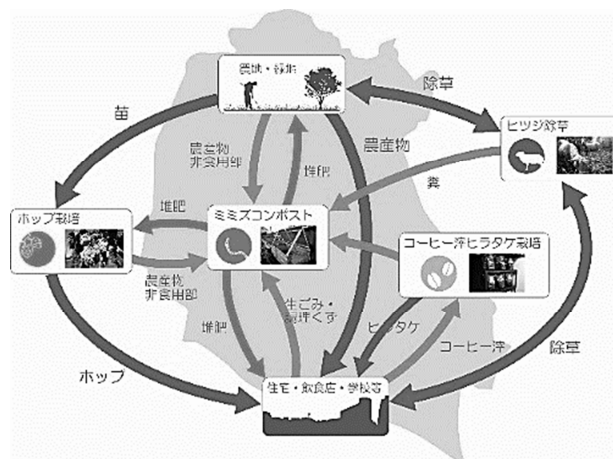 農地・緑地
除草
苗
農産物
非食用部
堆肥
農産物
ヒツジ除草
糞
ホップ栽培
堆肥
ミミズコンポスト
コーヒー滓ヒラタケ栽培
農産物
非食用部
堆肥
生ごみ・
調理くず
ヒラタケ
コーヒー滓
除草
ホップ
住宅・飲食店・学校等